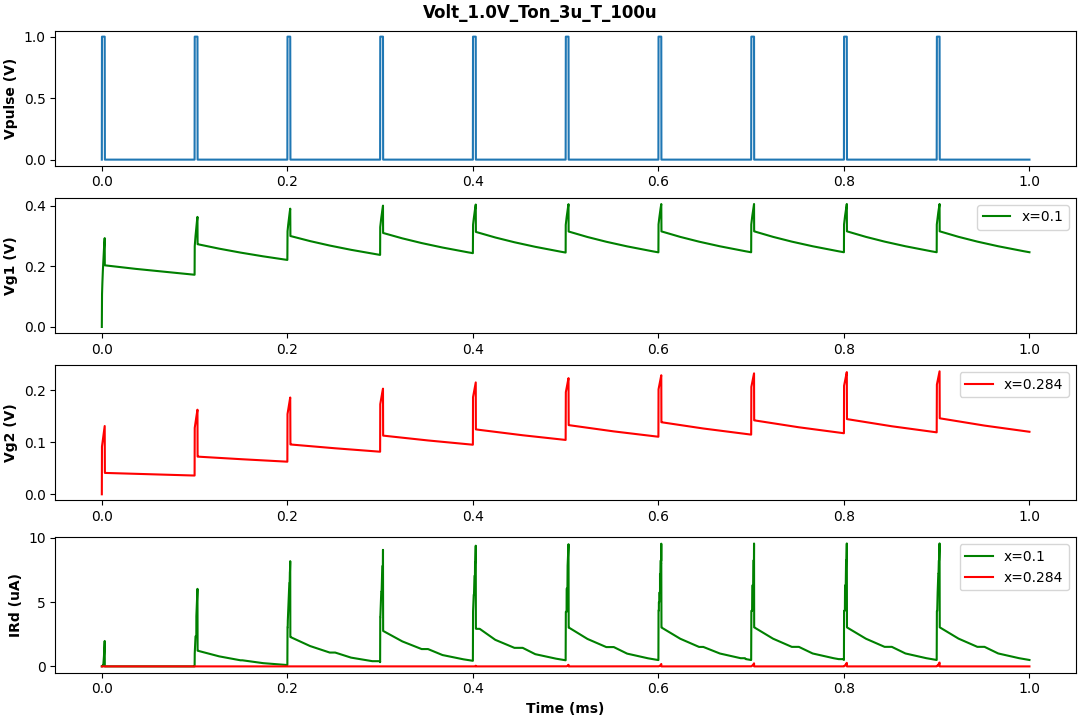 Volt_1.0V_Ton_3u_T_100u
Vpulse (V)
1.0
0.5
0.0
0.0 0.2 0.4 0.6 0.8 1.0
Vg1 (V)
0.4
0.2
0.0
x=0.1
0.0 0.2 0.4 0.6 0.8 1.0
Vg2 (V)
0.2
0.1
0.0
x=0.284
0.0 0.2 0.4 0.6 0.8 1.0
IRd (uA)
10
5
0
x=0.1
x=0.284
0.0 0.2 0.4 0.6 0.8 1.0
Time (ms)